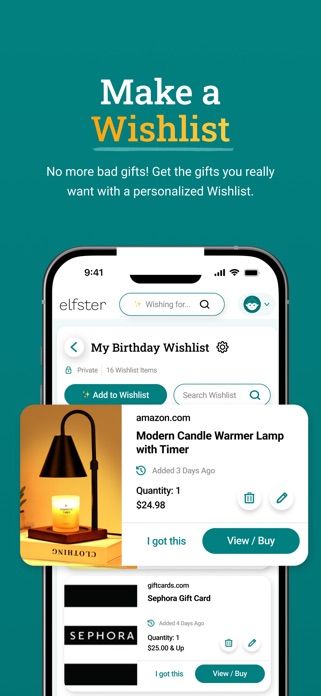 Make a
Wishlist
No more bad gifts! Get the gifts you really
want with a personalized Wishlist.
9:41
elfster
✨ Wishing for...
My Birthday Wishlist
Private | 16 Wishlist Items
✨ Add to Wishlist
Search Wishlist
amazon.com
Modern Candle Warmer Lamp
with Timer
Added 3 Days Ago
Quantity: 1
$24.98
CLOTHING
I got this
View / Buy
giftcards.com
Sephora Gift Card
Added 4 Days Ago
SEPHORA
Quantity: 1
$25.00 & Up
I got this
View / Buy